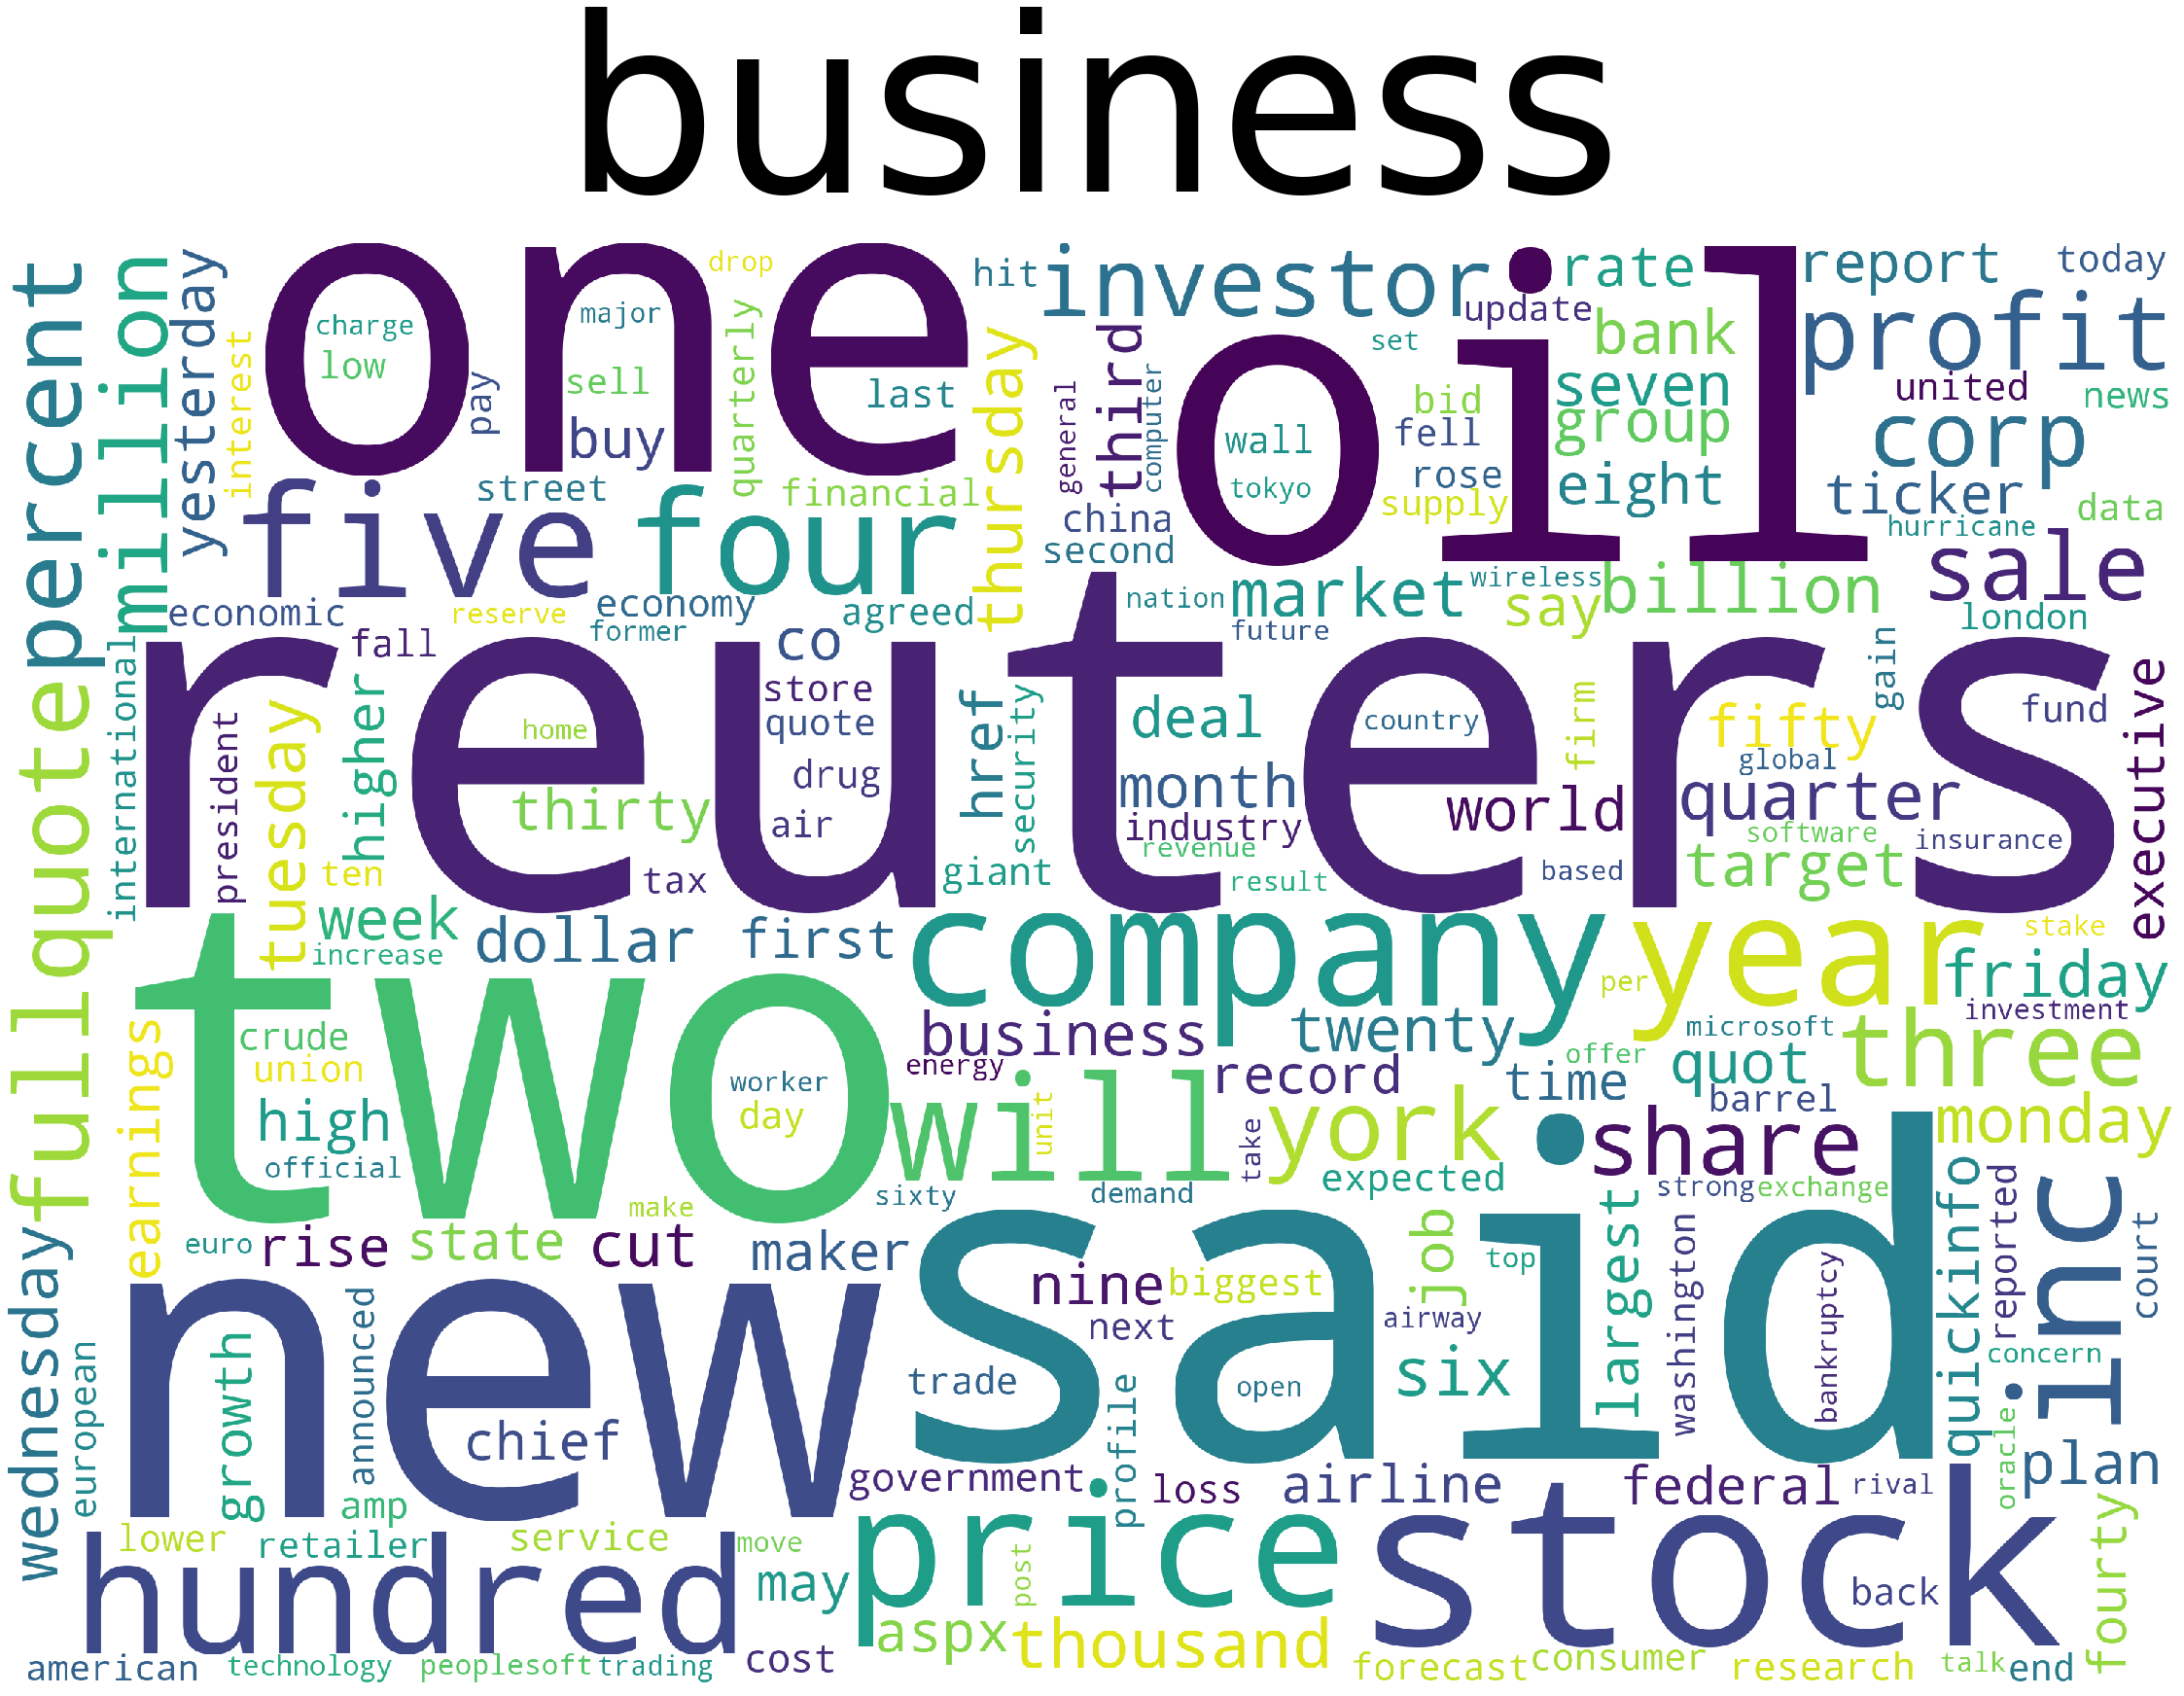 business
one
oil
drop
hit
investor
rate
report
today
percent
million
yesterday
charge
major
quarterly
set
update
bank
profit
low
sell
last
interest
pay
buy
thursday
general
third
computer
wall
bid
fell
seven
group
united
news
corp
street
financial
tokyo
rose
supply
eight
ticker
data
five
four
china
second
hurricane
sale
economic
reserve
economy
former
agreed
nation
market
wireless
say
billion
london
future
reuters
fall
co
international
president
tuesday
higher
store
quote
home
drug
thirty
air
href
security
deal
country
firm
fifty
gain
fund
executive
global
month
industry
world
quarter
revenue
software
insurance
fullquote
ten
tax
giant
result
based
target
week
increase
dollar
first
company
year
stake
friday
two
per
investment
earnings
crude
union
business
twenty
microsoft
energy
offer
quot
three
worker
day
will
unit
record
time
barrel
york
share
monday
high
official
take
expected
sixty
demand
strong
exchange
make
said
euro
rise
state
cut
maker
wednesday
job
top
largest
washington
bankruptcy
quickinfo
reported
inc
court
new
nine
biggest
next
airway
concern
european
growth
announced
chief
trade
open
six
profile
oracle
plan
government
loss
airline
federal
rival
amp
lower
retailer
service
move
price
stock
hundred
may
post
back
fourty
aspx
thousand
american
technology
peoplesoft
trading
cost
forecast
consumer
research
talk
end